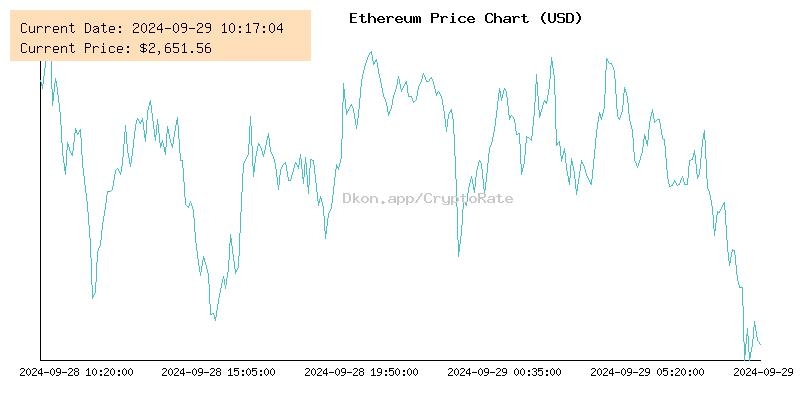 Ethereum Price Chart (USD)
Current Date: 2024-09-29 10:17:04
Current Price: $2,651.56
Dkon.app/CryptoRate
2024-09-28 10:20:00 2024-09-28 15:05:00 2024-09-28 19:50:00 2024-09-29 00:35:00 2024-09-29 05:20:00 2024-09-29